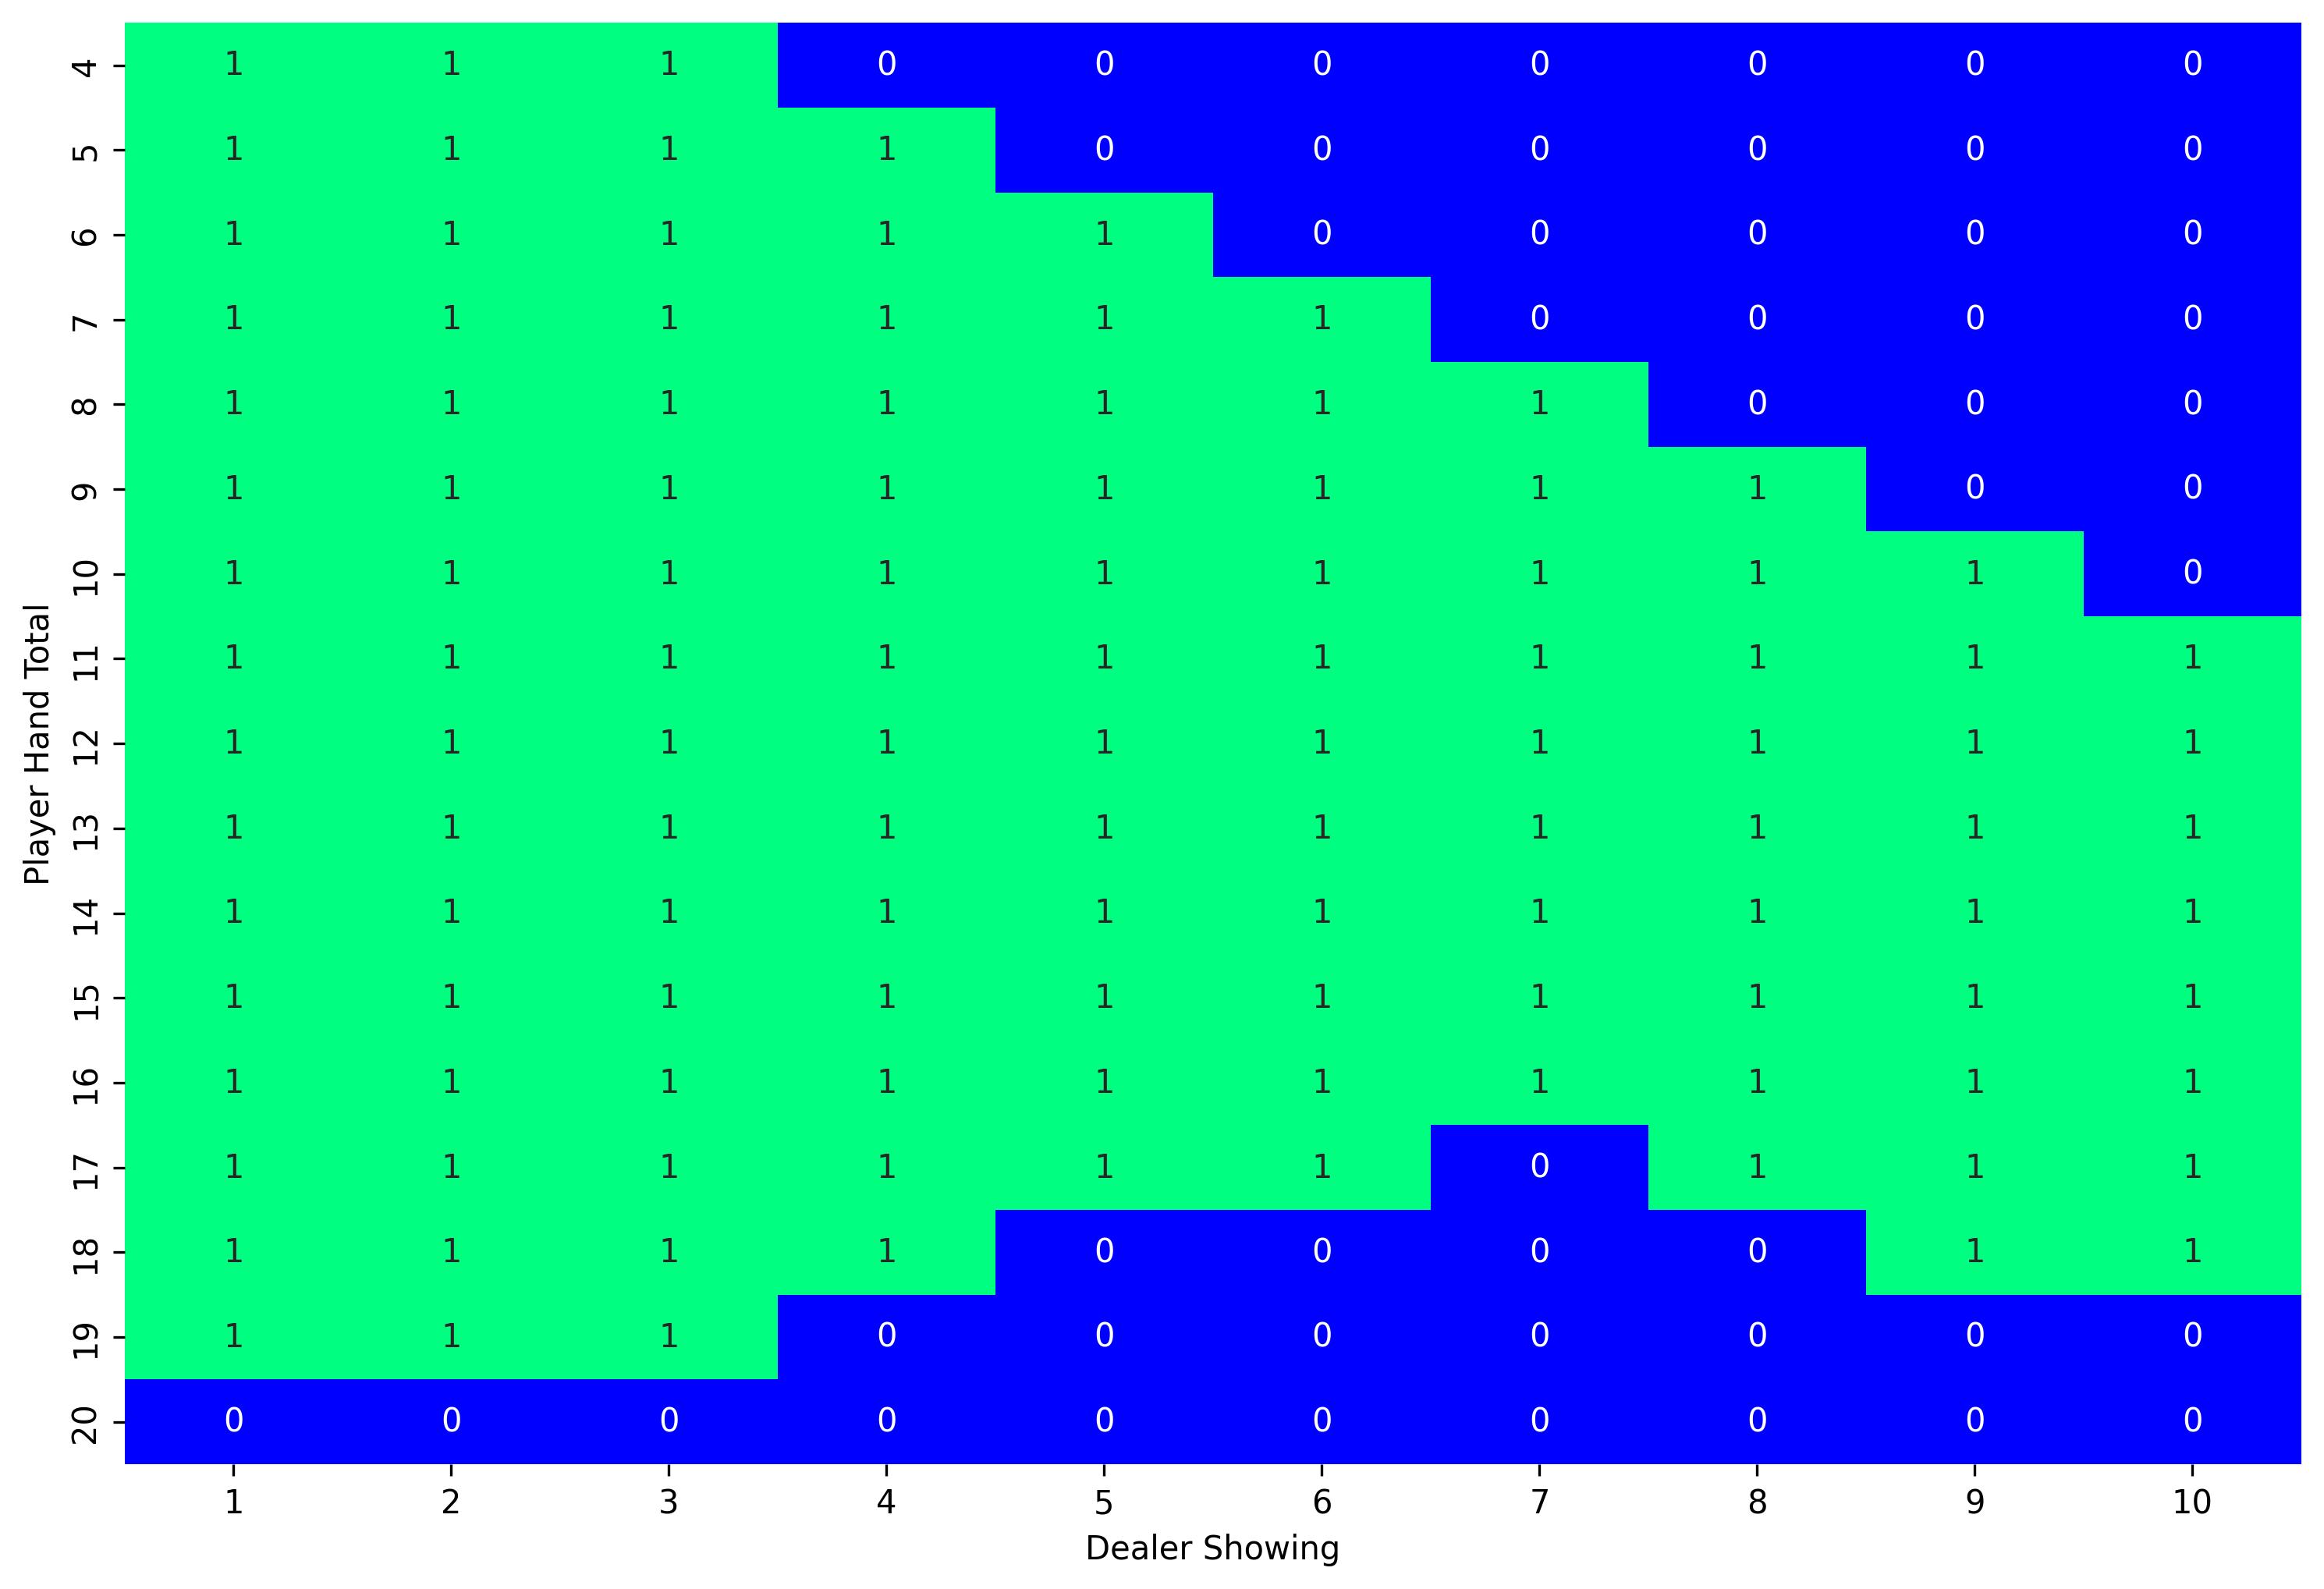 Player Hand Total
4 1 1 1 0 0 0 0 0 0 0
5 1 1 1 1 0 0 0 0 0 0
6 1 1 1 1 1 0 0 0 0 0
7 1 1 1 1 1 1 0 0 0 0
8 1 1 1 1 1 1 1 0 0 0
9 1 1 1 1 1 1 1 1 0 0
10 1 1 1 1 1 1 1 1 1 0
11 1 1 1 1 1 1 1 1 1 1
12 1 1 1 1 1 1 1 1 1 1
13 1 1 1 1 1 1 1 1 1 1
14 1 1 1 1 1 1 1 1 1 1
15 1 1 1 1 1 1 1 1 1 1
16 1 1 1 1 1 1 1 1 1 1
17 1 1 1 1 1 1 0 1 1 1
18 1 1 1 1 0 0 0 0 1 1
19 1 1 1 0 0 0 0 0 0 0
20 0 0 0 0 0 0 0 0 0 0
1 2 3 4 5 6 7 8 9 10
Dealer Showing